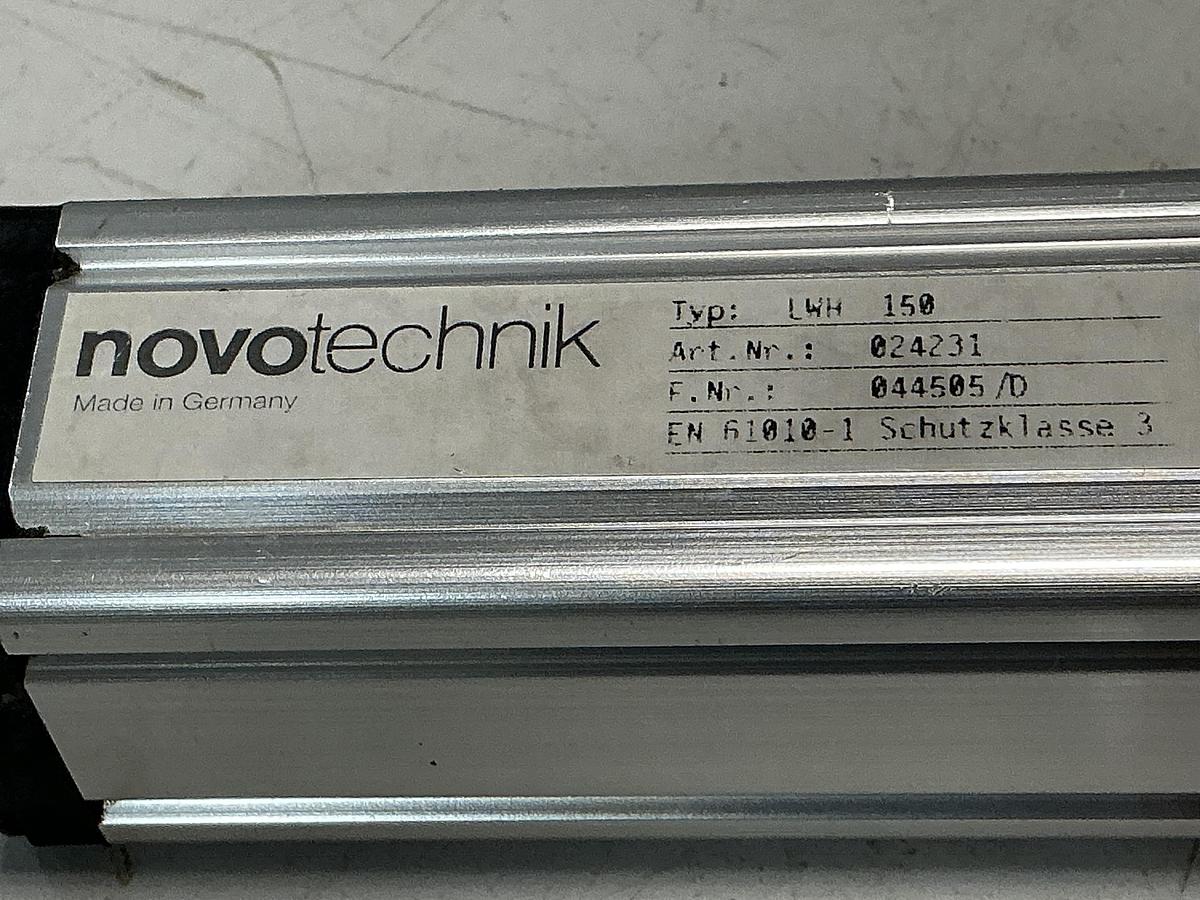 novotechnik
Made in Germany
Typ: LWH 150
Art.Nr.: 024231
F.Nr.: 044505/D
EN 61010-1 Schutzklasse 3